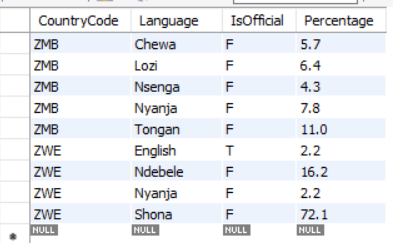 CountryCode Language IsOfficial Percentage
ZMB Chewa F 5.7
ZMB Lozi F 6.4
ZMB Nsenga F 4.3
ZMB Nyanja F 7.8
ZMB Tongan F 11.0
ZWE English T 2.2
ZWE Ndebele F 16.2
ZWE Nyanja F 2.2
ZWE Shona F 72.1
NULL NULL NULL NULL